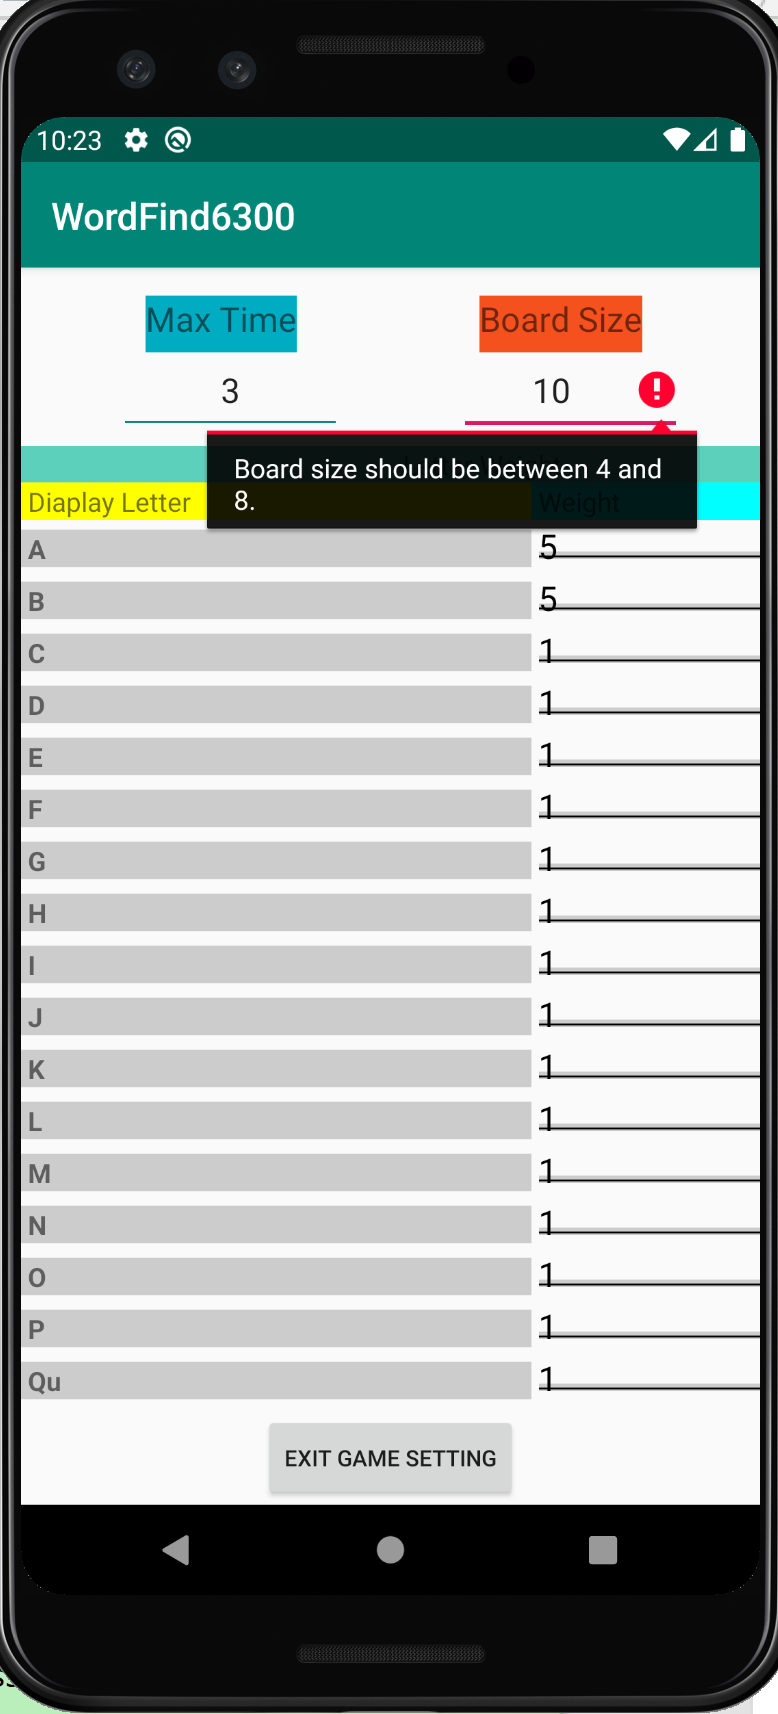 10:23
WordFind6300
Max Time
Board Size
3
10
Board size should be between 4 and
8.
Diaplay Letter
Weight
A
5
B
5
C
1
D
1
E
1
F
1
G
1
H
1
I
1
J
1
K
1
L
1
M
1
N
1
O
1
P
1
Qu
1
EXIT GAME SETTING